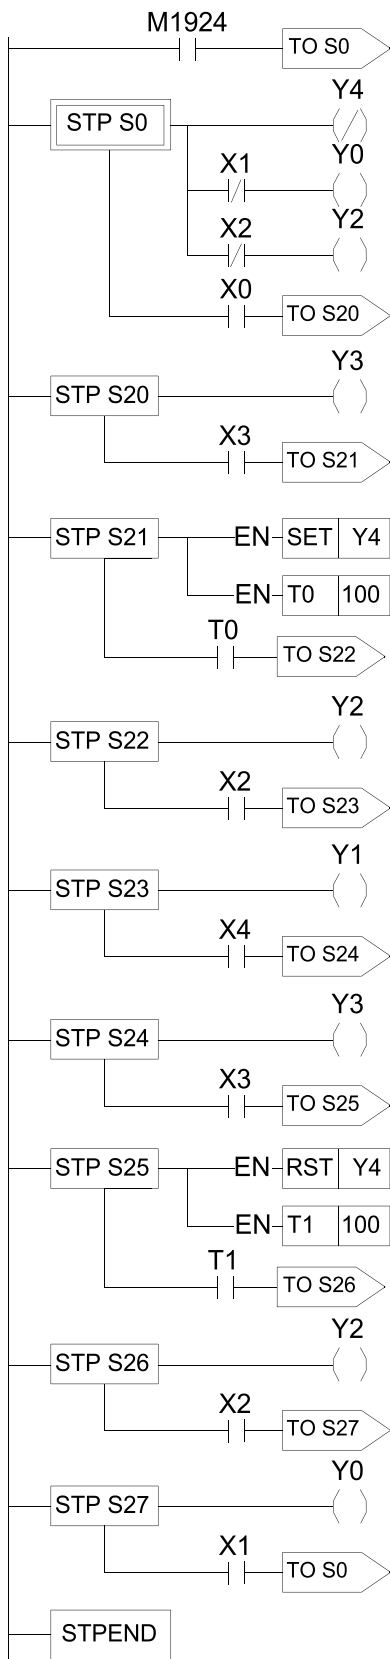 M1924
TO S0
STP S0
Y4
X1
Y0
X2
Y2
X0
TO S20
STP S20
Y3
X3
TO S21
STP S21
EN SET Y4
EN T0 100
T0
TO S22
STP S22
Y2
X2
TO S23
STP S23
Y1
X4
TO S24
STP S24
Y3
X3
TO S25
STP S25
EN RST Y4
EN T1 100
T1
TO S26
STP S26
Y2
X2
TO S27
STP S27
Y0
X1
TO S0
STPEND